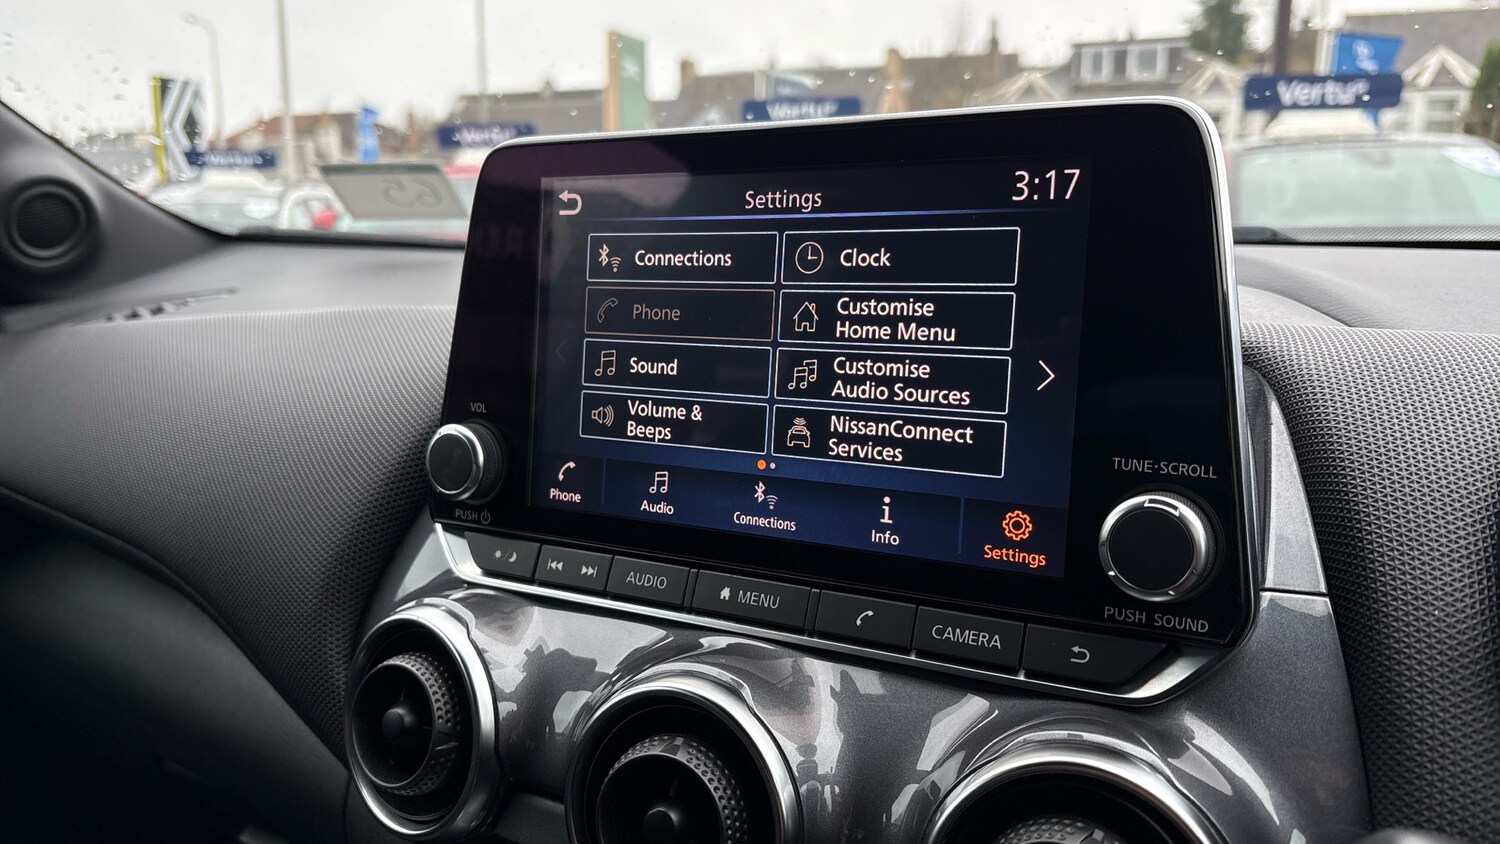 Vertu
Vertu
Vertu
Vertu
65
Settings
3:17
Connections
Clock
Phone
Customise
Home Menu
Sound
Customise
Audio Sources
Volume &
Beeps
NissanConnect
Services
Phone
Audio
Connections
Info
Settings
VOL
PUSH
TUNE·SCROLL
PUSH SOUND
AUDIO
MENU
CAMERA